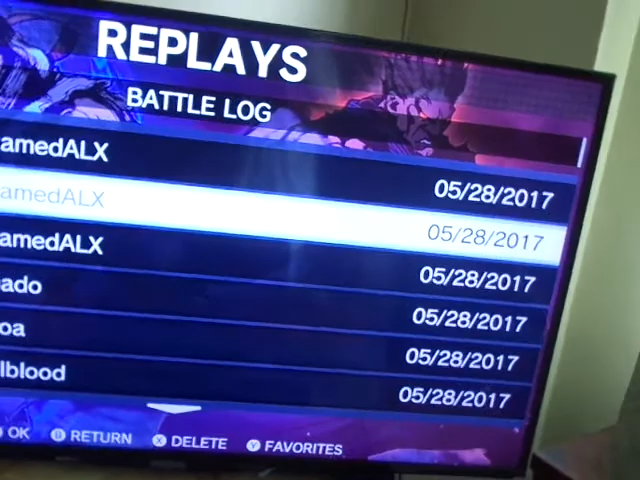 REPLAYS
BATTLE LOG
amedALX 05/28/2017
amedALX 05/28/2017
amedALX 05/28/2017
ado 05/28/2017
oa 05/28/2017
lblood 05/28/2017
OK B RETURN X DELETE Y FAVORITES